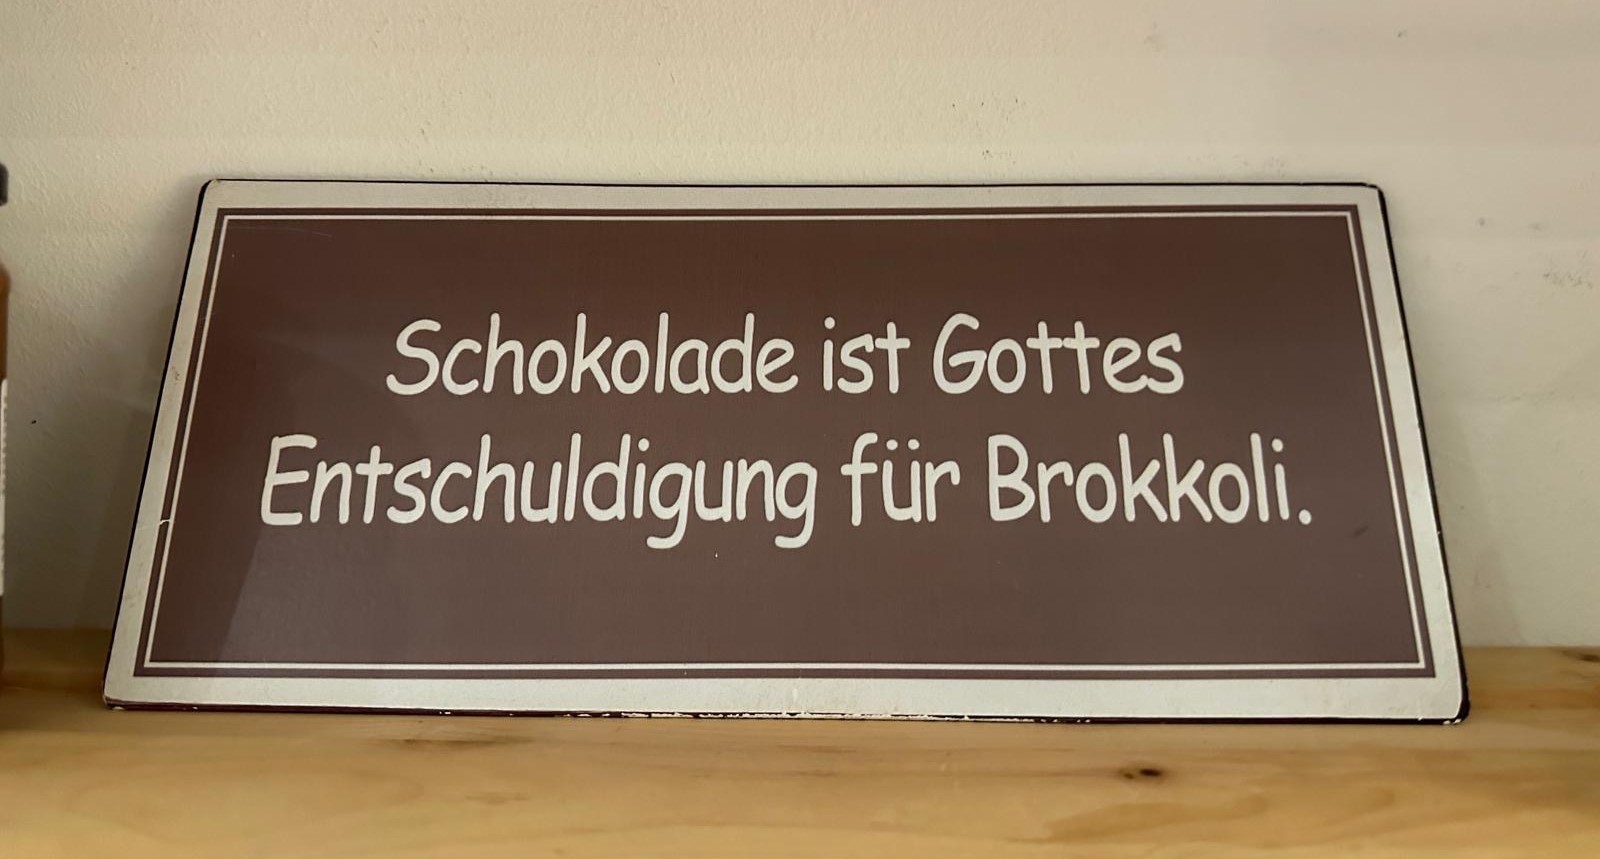 Schokolade ist Gottes
Entschuldigung für Brokkoli.